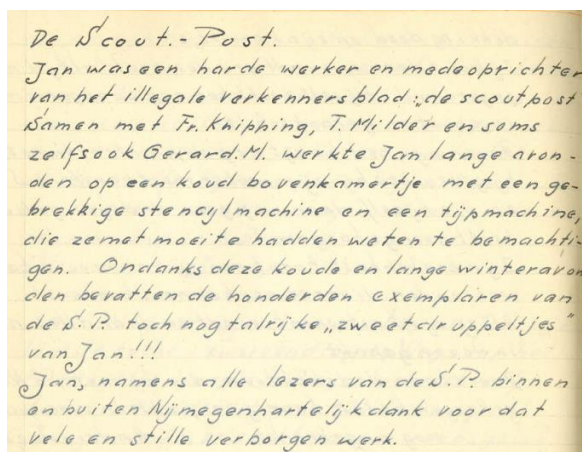 De Scout.-Post.
Jan was een harde werker en medeoprichter
van het illegale verkennersblad: „de scoutpost
Samen met Fr. Knipping, T. Milder en soms
zelfs ook Gerard. M. werkte Jan lange avon-
den op een koud bovenkamertje met een ge-
brekkige stencylmachine en een tijpmachine,
die ze met moeite hadden weten te bemachti-
gen. Ondanks deze koude en lange winteravon
den bevatten de honderden exemplaren van
de S.P. toch nog talrijke „zweetdruppeltjes"
van Jan!!!
Jan, namens alle lezers van de S.P. binnen
en buiten Nijmegen hartelijk dank voor dat
vele en stille verborgen werk.